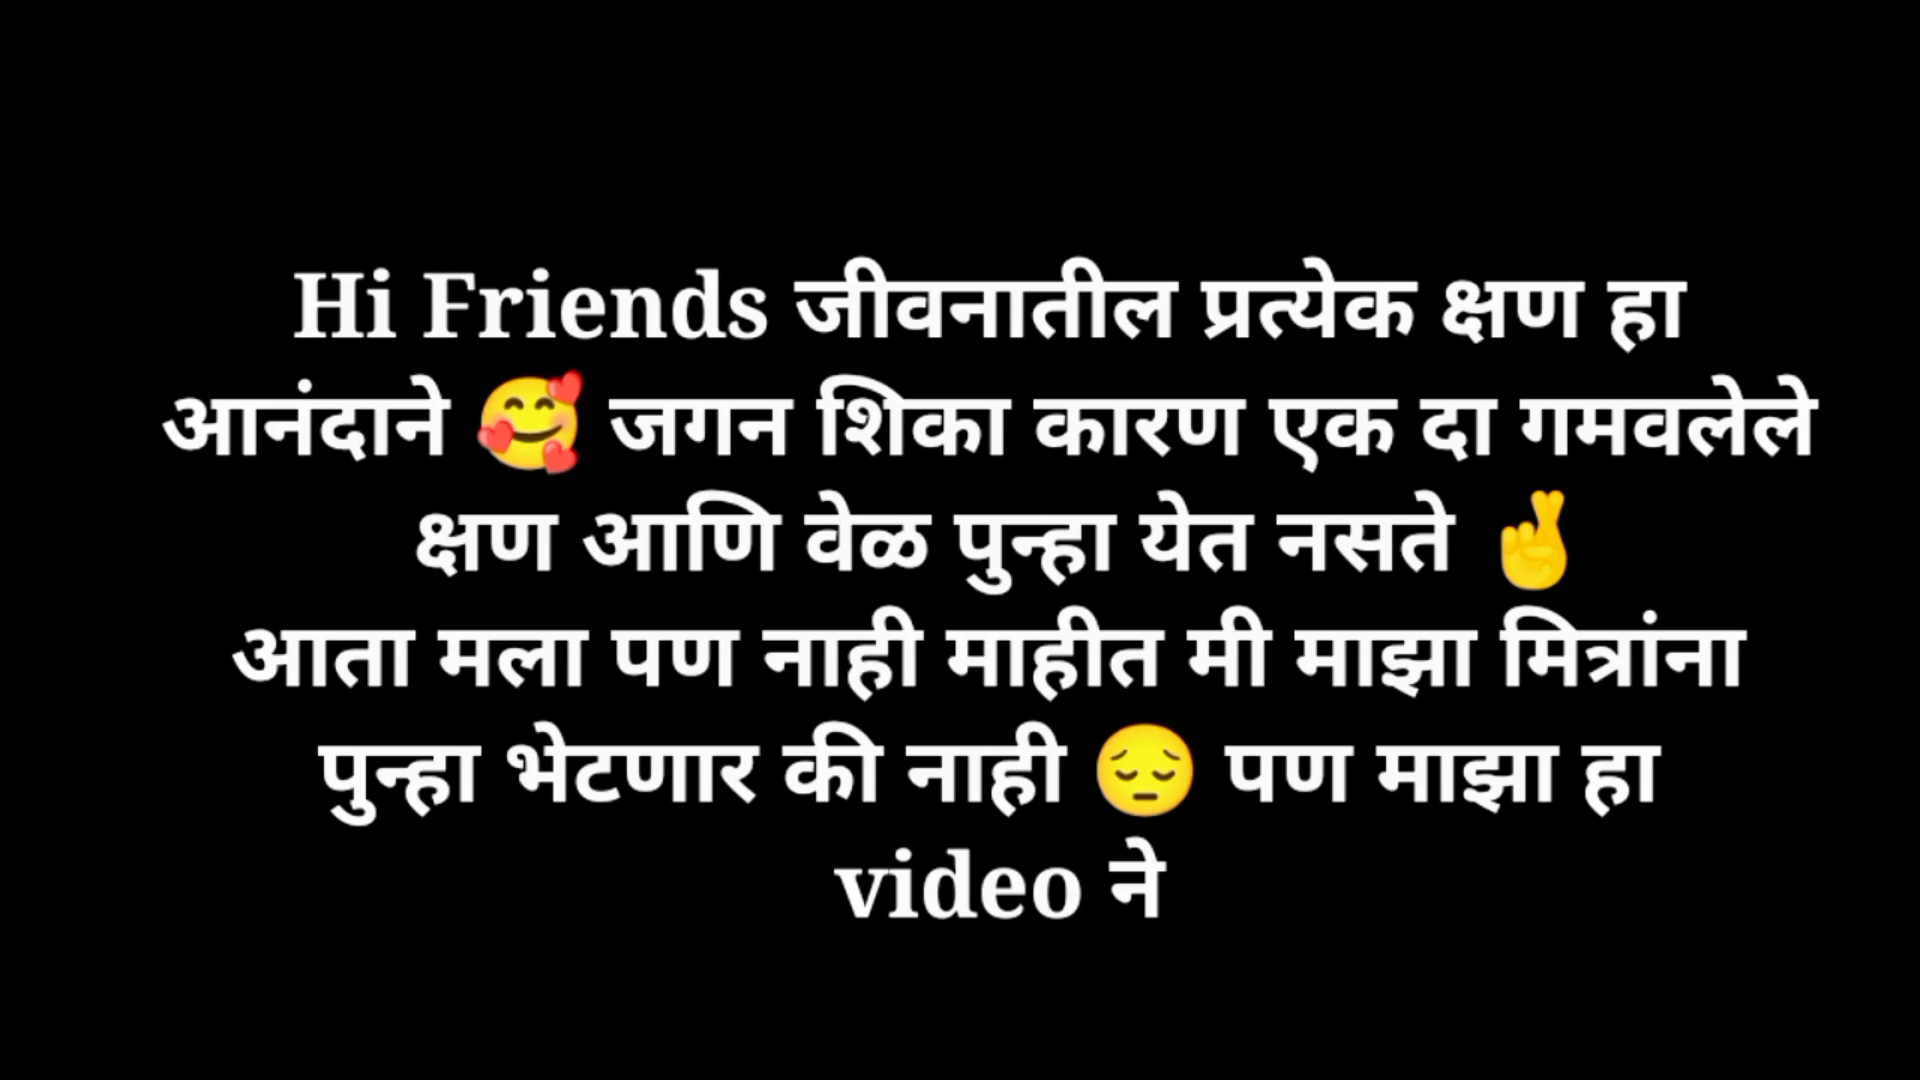 Hi Friends जीवनातील प्रत्येक क्षण हा
आनंदाने 🥰 जगन शिका कारण एक दा गमवलेले
क्षण आणि वेळ पुन्हा येत नसते 🤞
आता मला पण नाही माहीत मी माझा मित्रांना
पुन्हा भेटणार की नाही 😔 पण माझा हा
video ने